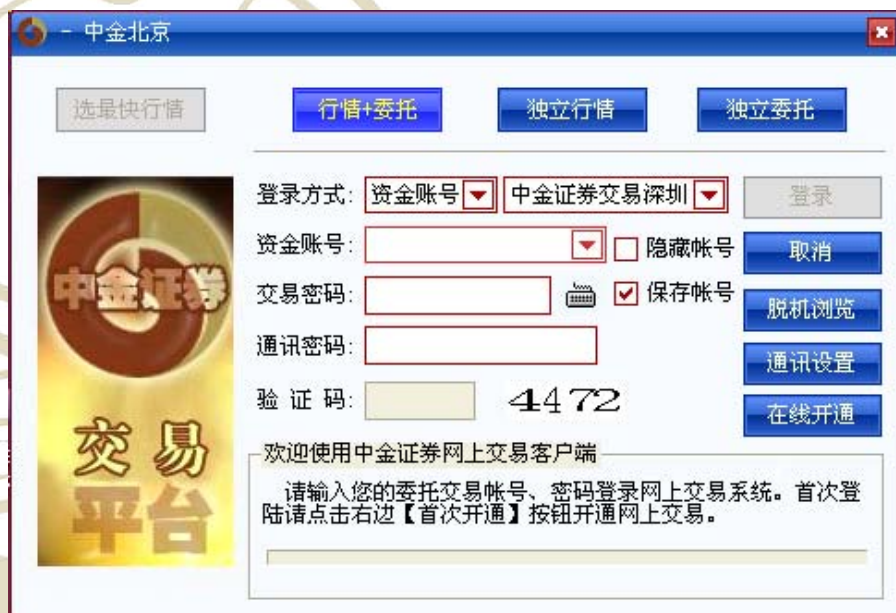 - 中金北京
选最快行情 行情+委托 独立行情 独立委托
登录方式: 资金账号 中金证券交易深圳 登录
资金账号: 隐藏帐号 取消
交易密码: 保存帐号 脱机浏览
通讯密码: 通讯设置
验 证 码: 4472 在线开通
中金证券
交易
平台
欢迎使用中金证券网上交易客户端
请输入您的委托交易帐号、密码登录网上交易系统。首次登
陆请点击右边【首次开通】按钮开通网上交易。